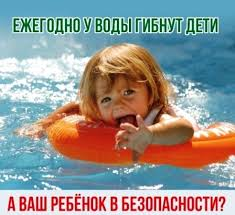 ЕЖЕГОДНО У ВОДЫ ГИБНУТ ДЕТИ
А ВАШ РЕБЁНОК В БЕЗОПАСНОСТИ?